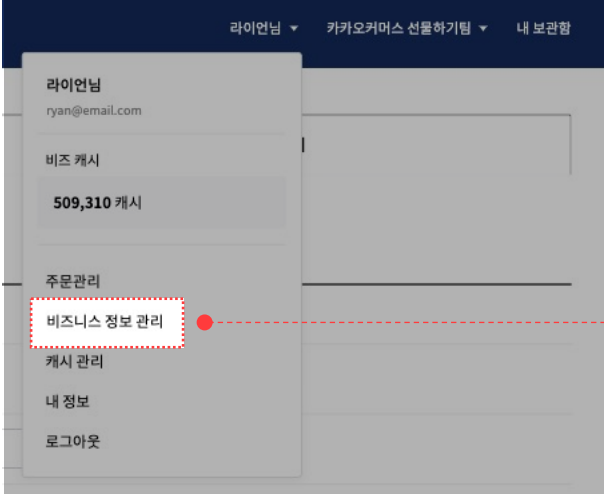 라이언님 카카오커머스 선물하기팀 내 보관함
라이언님
ryan@email.com
비즈 캐시
509,310 캐시
주문관리
비즈니스 정보 관리
캐시 관리
내 정보
로그아웃